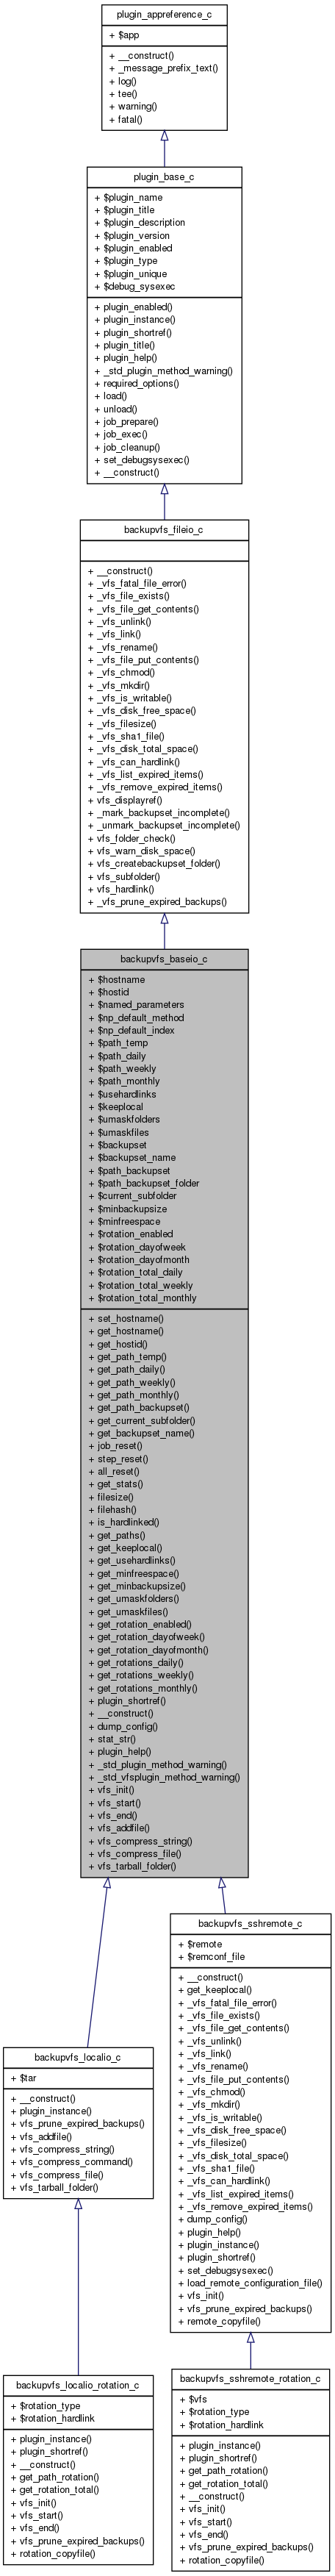 plugin_appreference_c
+ $app
+ __construct()
+ _message_prefix_text()
+ log()
+ tee()
+ warning()
+ fatal()
plugin_base_c
+ $plugin_name
+ $plugin_title
+ $plugin_description
+ $plugin_version
+ $plugin_enabled
+ $plugin_type
+ $plugin_unique
+ $debug_sysexec
+ plugin_enabled()
+ plugin_instance()
+ plugin_shortref()
+ plugin_title()
+ plugin_help()
+ _std_plugin_method_warning()
+ required_options()
+ load()
+ unload()
+ job_prepare()
+ job_exec()
+ job_cleanup()
+ set_debugsysexec()
+ __construct()
backupvfs_fileio_c
+ __construct()
+ _vfs_fatal_file_error()
+ _vfs_file_exists()
+ _vfs_file_get_contents()
+ _vfs_unlink()
+ _vfs_link()
+ _vfs_rename()
+ _vfs_file_put_contents()
+ _vfs_chmod()
+ _vfs_mkdir()
+ _vfs_is_writable()
+ _vfs_disk_free_space()
+ _vfs_filesize()
+ _vfs_sha1_file()
+ _vfs_disk_total_space()
+ _vfs_can_hardlink()
+ _vfs_list_expired_items()
+ _vfs_remove_expired_items()
+ vfs_displayref()
+ _mark_backupset_incomplete()
+ _unmark_backupset_incomplete()
+ vfs_folder_check()
+ vfs_warn_disk_space()
+ vfs_createbackupset_folder()
+ vfs_subfolder()
+ vfs_hardlink()
+ _vfs_prune_expired_backups()
backupvfs_baseio_c
+ $hostname
+ $hostid
+ $named_parameters
+ $np_default_method
+ $np_default_index
+ $path_temp
+ $path_daily
+ $path_weekly
+ $path_monthly
+ $usehardlinks
+ $keeplocal
+ $umaskfolders
+ $umaskfiles
+ $backupset
+ $backupset_name
+ $path_backupset
+ $path_backupset_folder
+ $current_subfolder
+ $minbackupsize
+ $minfreespace
+ $rotation_enabled
+ $rotation_dayofweek
+ $rotation_dayofmonth
+ $rotation_total_daily
+ $rotation_total_weekly
+ $rotation_total_monthly
+ set_hostname()
+ get_hostname()
+ get_hostid()
+ get_path_temp()
+ get_path_daily()
+ get_path_weekly()
+ get_path_monthly()
+ get_path_backupset()
+ get_current_subfolder()
+ get_backupset_name()
+ job_reset()
+ step_reset()
+ all_reset()
+ get_stats()
+ filesize()
+ filehash()
+ is_hardlinked()
+ get_paths()
+ get_keeplocal()
+ get_usehardlinks()
+ get_minfreespace()
+ get_minbackupsize()
+ get_umaskfolders()
+ get_umaskfiles()
+ get_rotation_enabled()
+ get_rotation_dayofweek()
+ get_rotation_dayofmonth()
+ get_rotations_daily()
+ get_rotations_weekly()
+ get_rotations_monthly()
+ plugin_shortref()
+ __construct()
+ dump_config()
+ stat_str()
+ plugin_help()
+ _std_plugin_method_warning()
+ _std_vfsplugin_method_warning()
+ vfs_init()
+ vfs_start()
+ vfs_end()
+ vfs_addfile()
+ vfs_compress_string()
+ vfs_compress_file()
+ vfs_tarball_folder()
backupvfs_sshremote_c
+ $remote
+ $remconf_file
+ __construct()
+ get_keeplocal()
+ _vfs_fatal_file_error()
+ _vfs_file_exists()
+ _vfs_file_get_contents()
+ _vfs_unlink()
+ _vfs_link()
+ _vfs_rename()
+ _vfs_file_put_contents()
+ _vfs_chmod()
+ _vfs_mkdir()
+ _vfs_is_writable()
+ _vfs_disk_free_space()
+ _vfs_filesize()
+ _vfs_disk_total_space()
+ _vfs_sha1_file()
+ _vfs_can_hardlink()
+ _vfs_list_expired_items()
+ _vfs_remove_expired_items()
+ dump_config()
+ plugin_help()
+ plugin_instance()
+ plugin_shortref()
+ set_debugsysexec()
+ load_remote_configuration_file()
+ vfs_init()
+ vfs_prune_expired_backups()
+ remote_copyfile()
backupvfs_localio_c
+ $tar
+ __construct()
+ plugin_instance()
+ vfs_prune_expired_backups()
+ vfs_addfile()
+ vfs_compress_string()
+ vfs_compress_command()
+ vfs_compress_file()
+ vfs_tarball_folder()
backupvfs_localio_rotation_c
+ $rotation_type
+ $rotation_hardlink
+ plugin_instance()
+ plugin_shortref()
+ __construct()
+ get_path_rotation()
+ get_rotation_total()
+ vfs_init()
+ vfs_start()
+ vfs_end()
+ vfs_prune_expired_backups()
+ rotation_copyfile()
backupvfs_sshremote_rotation_c
+ $vfs
+ $rotation_type
+ $rotation_hardlink
+ plugin_instance()
+ plugin_shortref()
+ get_path_rotation()
+ get_rotation_total()
+ __construct()
+ vfs_init()
+ vfs_start()
+ vfs_end()
+ vfs_prune_expired_backups()
+ rotation_copyfile()